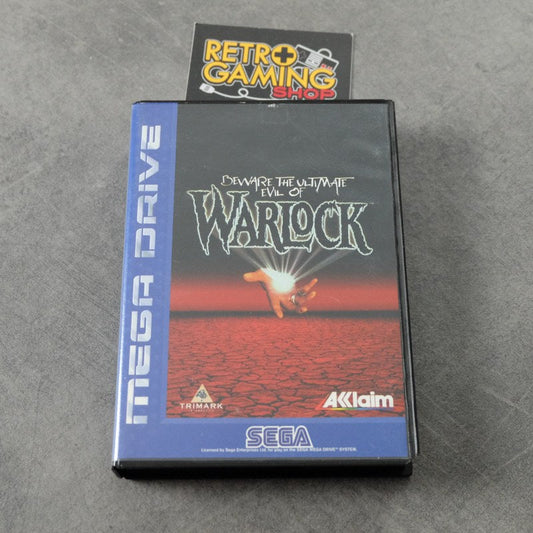 RETRO
GAMING
SHOP
MEGA DRIVE
BEWARE THE ULTIMATE
EVIL OF
WARLOCK
TRIMARK
AKlaim
SEGA
Licensed by Sega Enterprises Ltd. for play on the SEGA MEGA DRIVE™ SYSTEM.